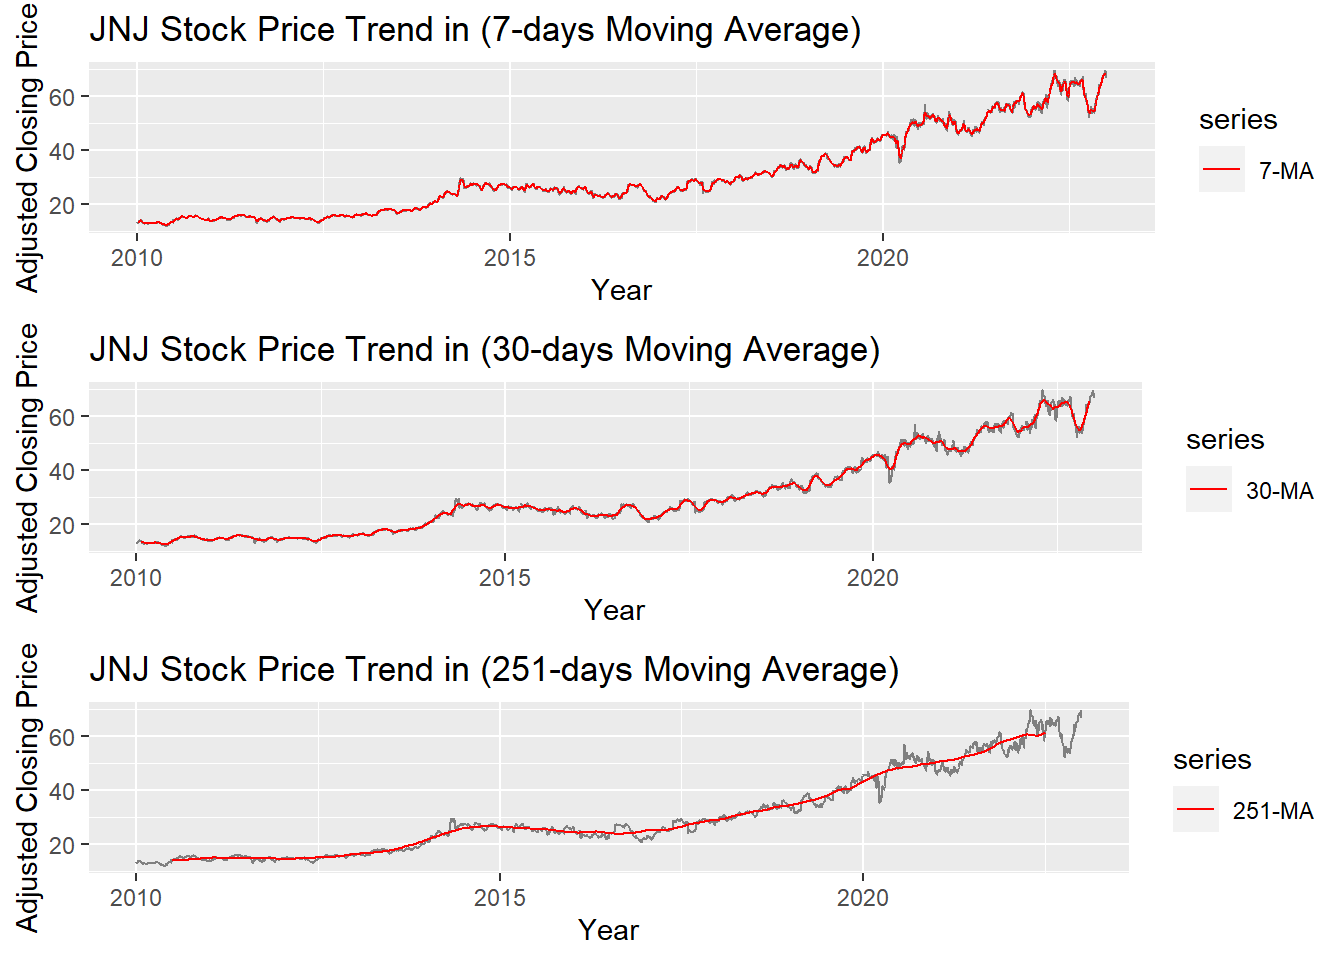 JNJ Stock Price Trend in (7-days Moving Average)
Adjusted Closing Price
60
40
20
2010 2015 2020
Year
series
7-MA
JNJ Stock Price Trend in (30-days Moving Average)
Adjusted Closing Price
60
40
20
2010 2015 2020
Year
series
30-MA
JNJ Stock Price Trend in (251-days Moving Average)
Adjusted Closing Price
60
40
20
2010 2015 2020
Year
series
251-MA